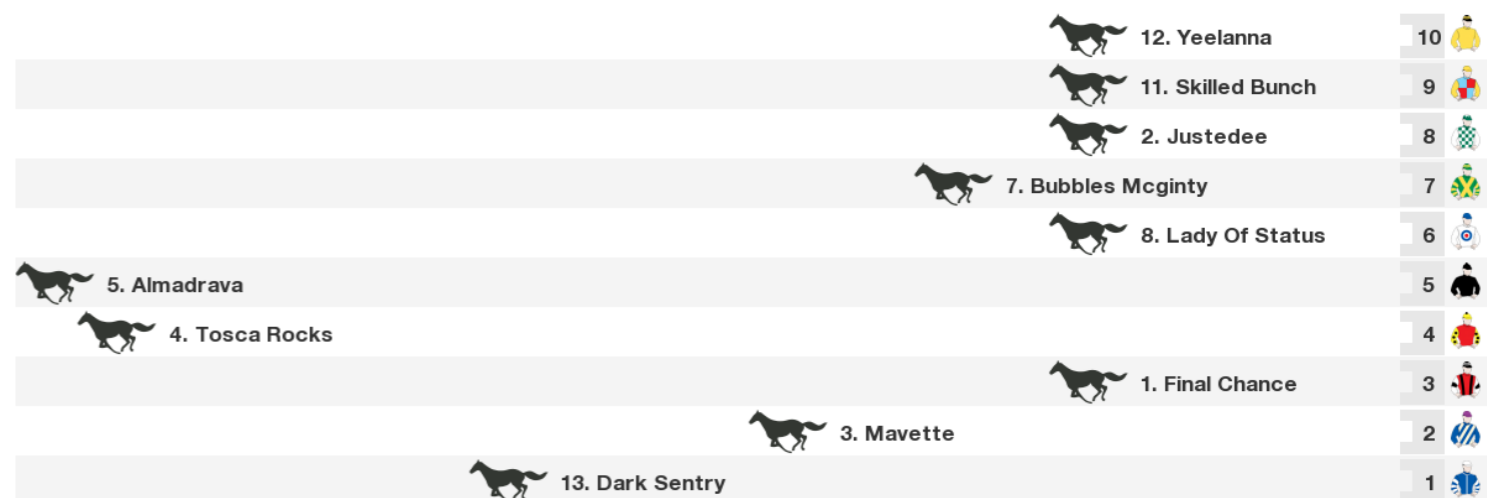 12. Yeelanna 10
11. Skilled Bunch 9
2. Justedee 8
7. Bubbles Mcginty 7
8. Lady Of Status 6
5. Almadrava 5
4. Tosca Rocks 4
1. Final Chance 3
3. Mavette 2
13. Dark Sentry 1